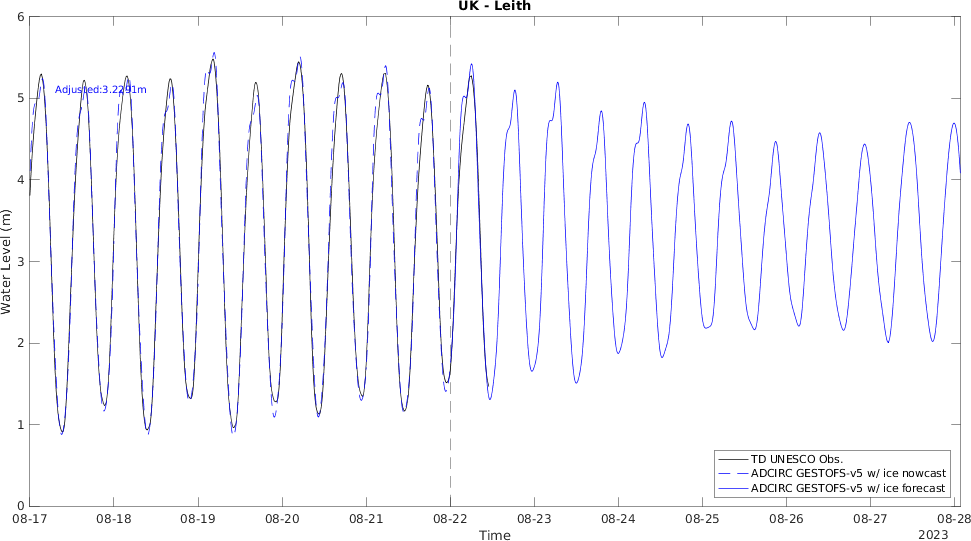 UK - Leith
6
5
4
3
2
1
0
Adjusted:3.2291m
Water Level (m)
TD UNESCO Obs.
ADCIRC GESTOFS-v5 w/ ice nowcast
ADCIRC GESTOFS-v5 w/ ice forecast
08-17 08-18 08-19 08-20 08-21 08-22 08-23 08-24 08-25 08-26 08-27 08-28
Time
2023